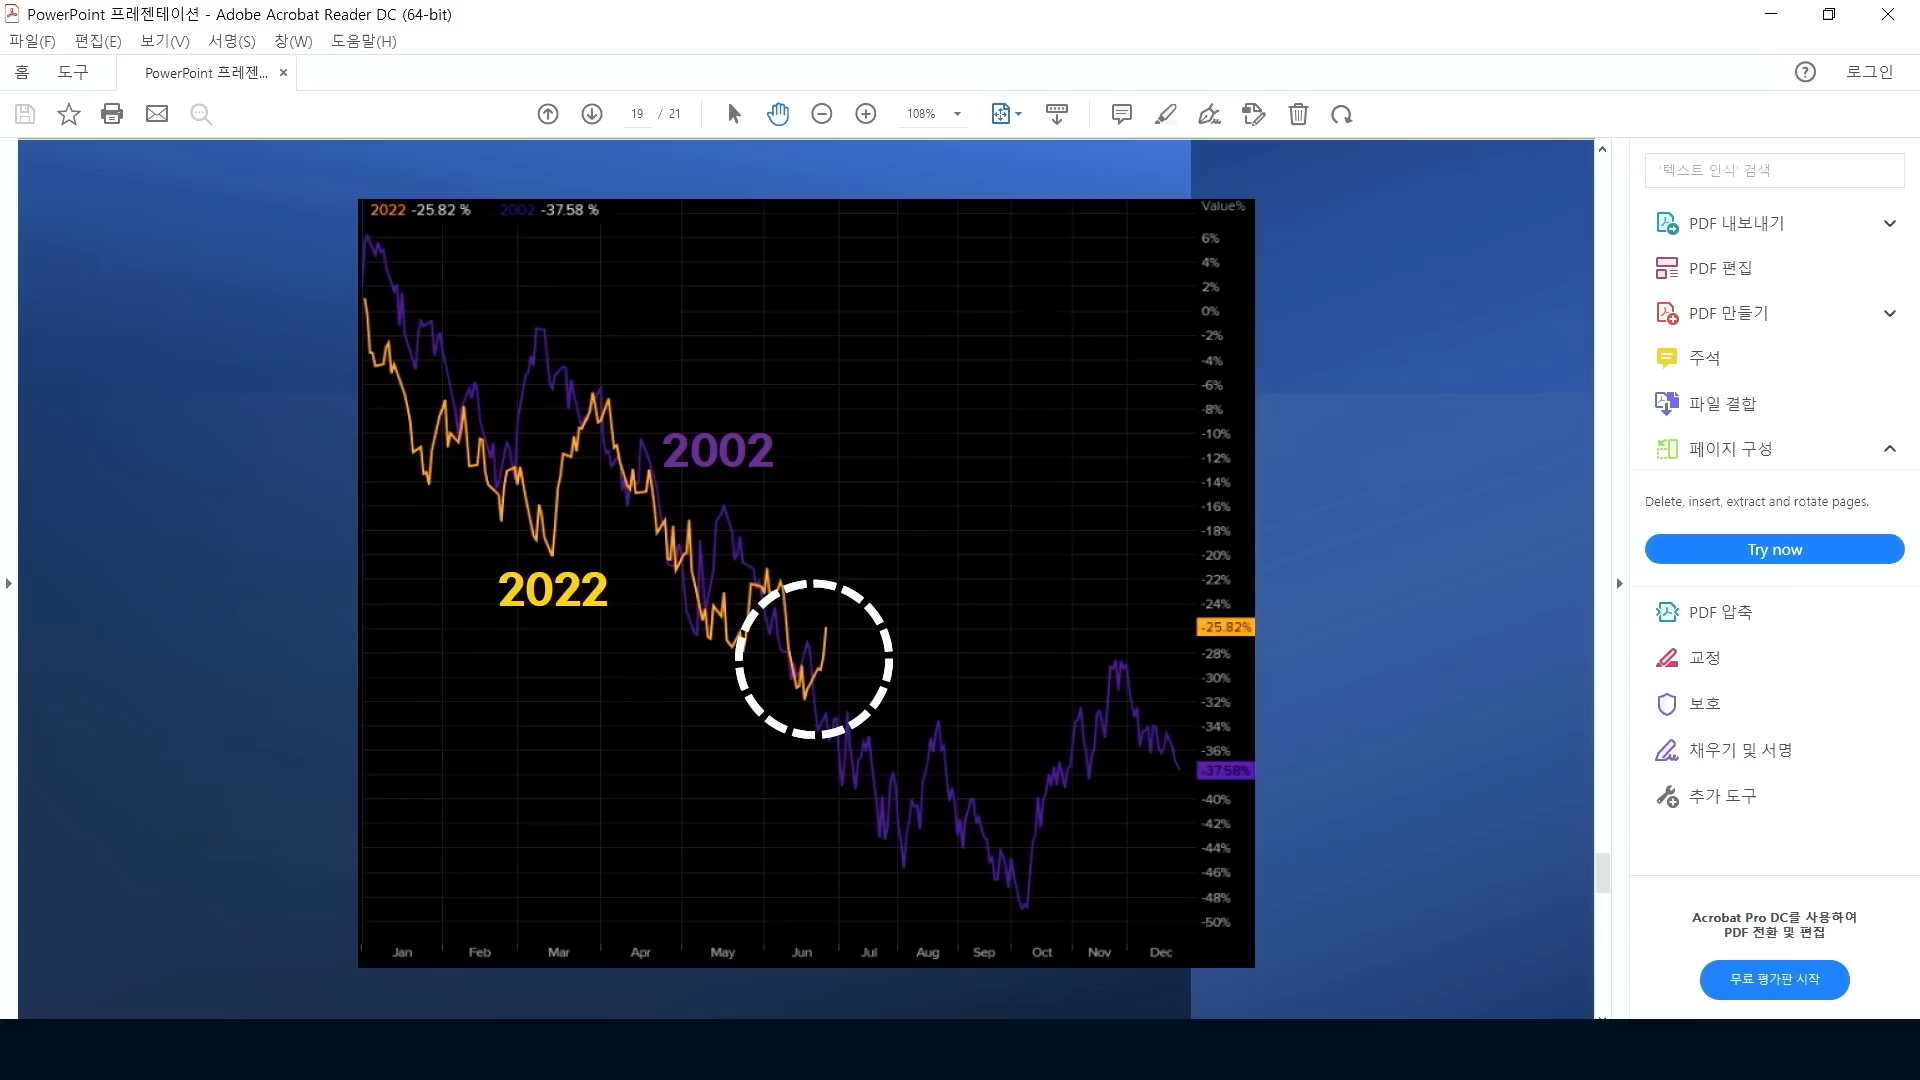 PowerPoint 프레젠테이션 - Adobe Acrobat Reader DC (64-bit)
파일(F) 편집(E) 보기(V) 서명(S) 창(W) 도움말(H)
홈 도구 PowerPoint 프레젠... × 로그인
19 / 21 108%
2022 -25.82 % 2002 -37.58 %
Value%
6%
4%
2%
0%
-2%
-4%
-6%
-8%
-10%
-12%
-14%
-16%
-18%
-20%
-22%
-24%
-25.82%
-28%
-30%
-32%
-34%
-36%
-37.58%
-40%
-42%
-44%
-46%
-48%
-50%
2002
2022
Jan Feb Mar Apr May Jun Jul Aug Sep Oct Nov Dec
'텍스트 인식' 검색
PDF 내보내기
PDF 편집
PDF 만들기
주석
파일 결합
페이지 구성
Delete, insert, extract and rotate pages.
Try now
PDF 압축
교정
보호
채우기 및 서명
추가 도구
Acrobat Pro DC를 사용하여
PDF 전환 및 편집
무료 평가판 시작